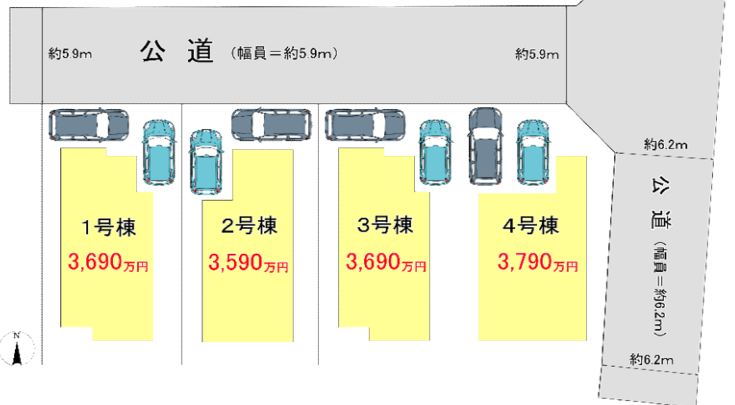 約5.9m 公道（幅員＝約5.9m） 約5.9m
約6.2m
公道（幅員＝約6.2m）
1号棟
3,690万円
2号棟
3,590万円
3号棟
3,690万円
4号棟
3,790万円
約6.2m
N